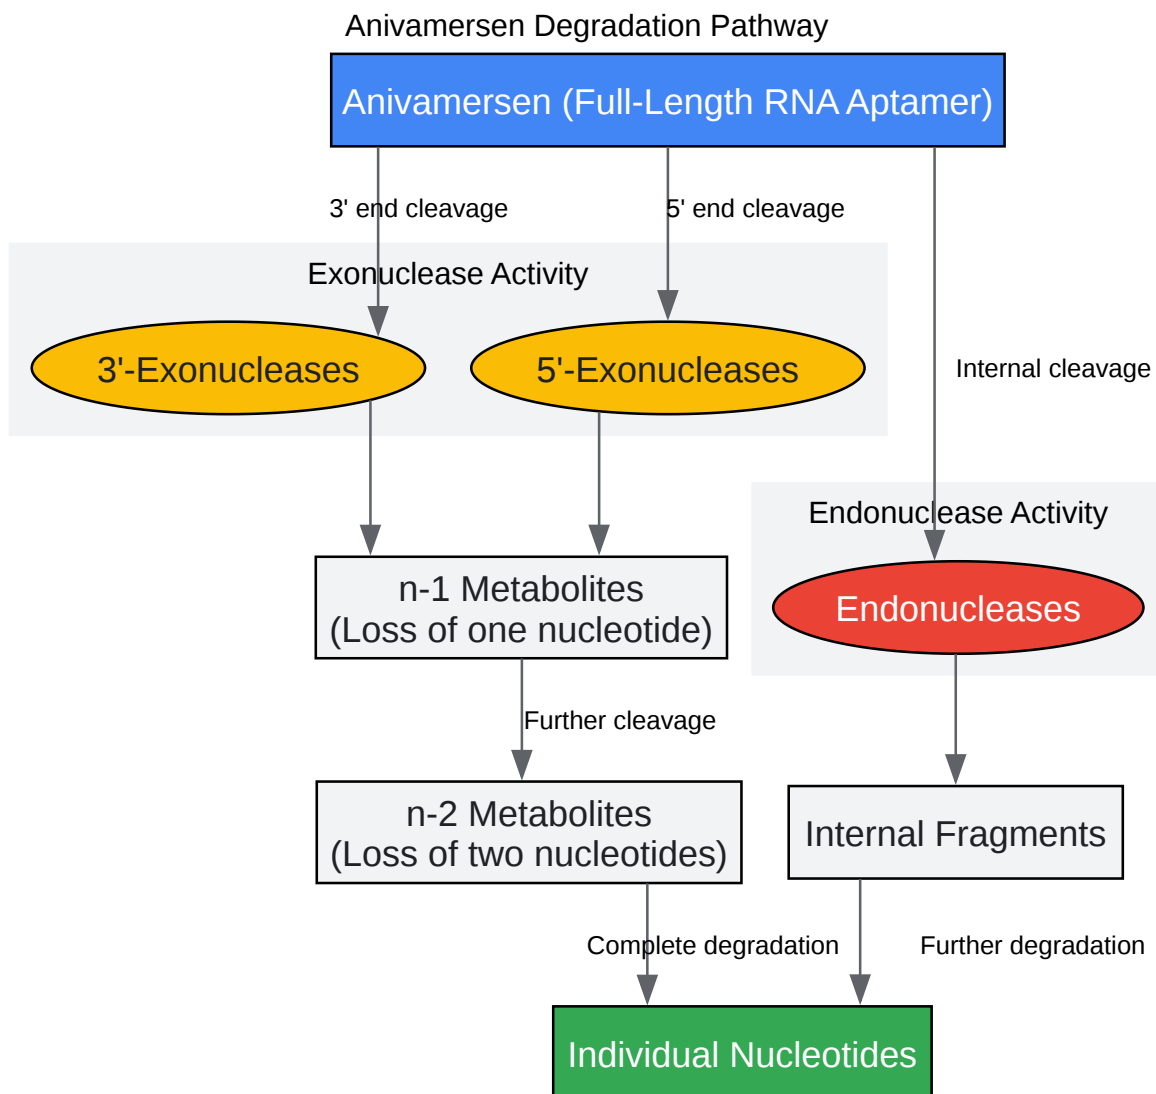 Anivamersen Degradation Pathway
Anivamersen (Full-Length RNA Aptamer)
3' end cleavage
5' end cleavage
Exonuclease Activity
3'-Exonucleases
5'-Exonucleases
Internal cleavage
Endonuclease Activity
Endonucleases
n-1 Metabolites
(Loss of one nucleotide)
Further cleavage
n-2 Metabolites
(Loss of two nucleotides)
Internal Fragments
Complete degradation
Further degradation
Individual Nucleotides